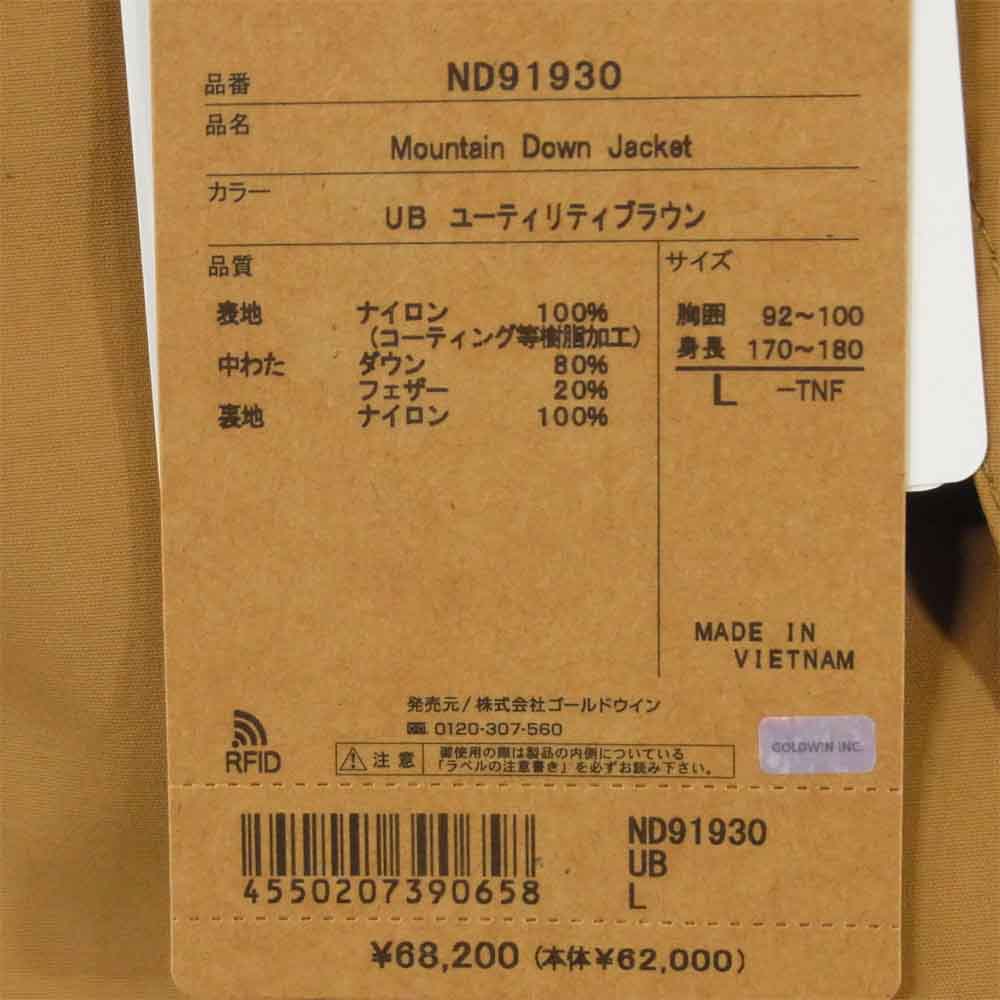 品番 ND91930
品名
Mountain Down Jacket
カラー
UB ユーティリティブラウン
品質
表地 ナイロン 100%
(コーティング等樹脂加工)
中わた ダウン 80%
フェザー 20%
裏地 ナイロン 100%
サイズ
胸囲 92～100
身長 170～180
L -TNF
MADE IN
VIETNAM
発売元/株式会社ゴールドウイン
0120-307-560
RFID
注意
御使用の際は製品の内側についている
「ラベルの注意書き」を必ずお読み下さい。
GOLDWIN INC.
4550207390658
ND91930
UB
L
¥68,200 (本体¥62,000)